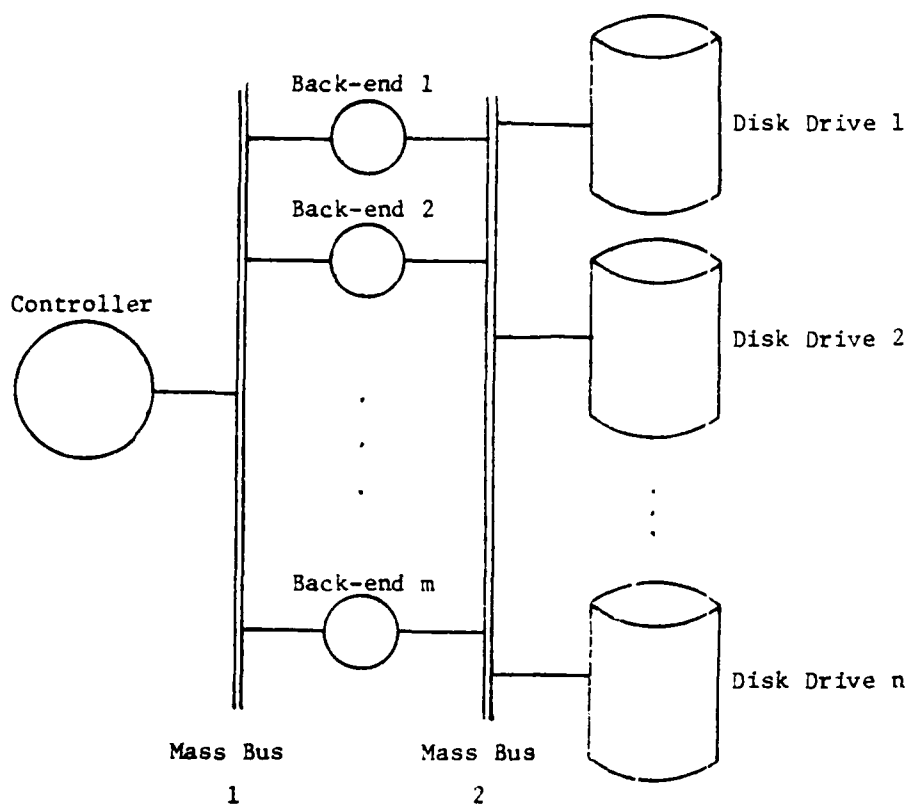 Back-end 1
Disk Drive 1
Back-end 2
Controller
Disk Drive 2
Back-end m
Disk Drive n
Mass Bus
1
Mass Bus
2